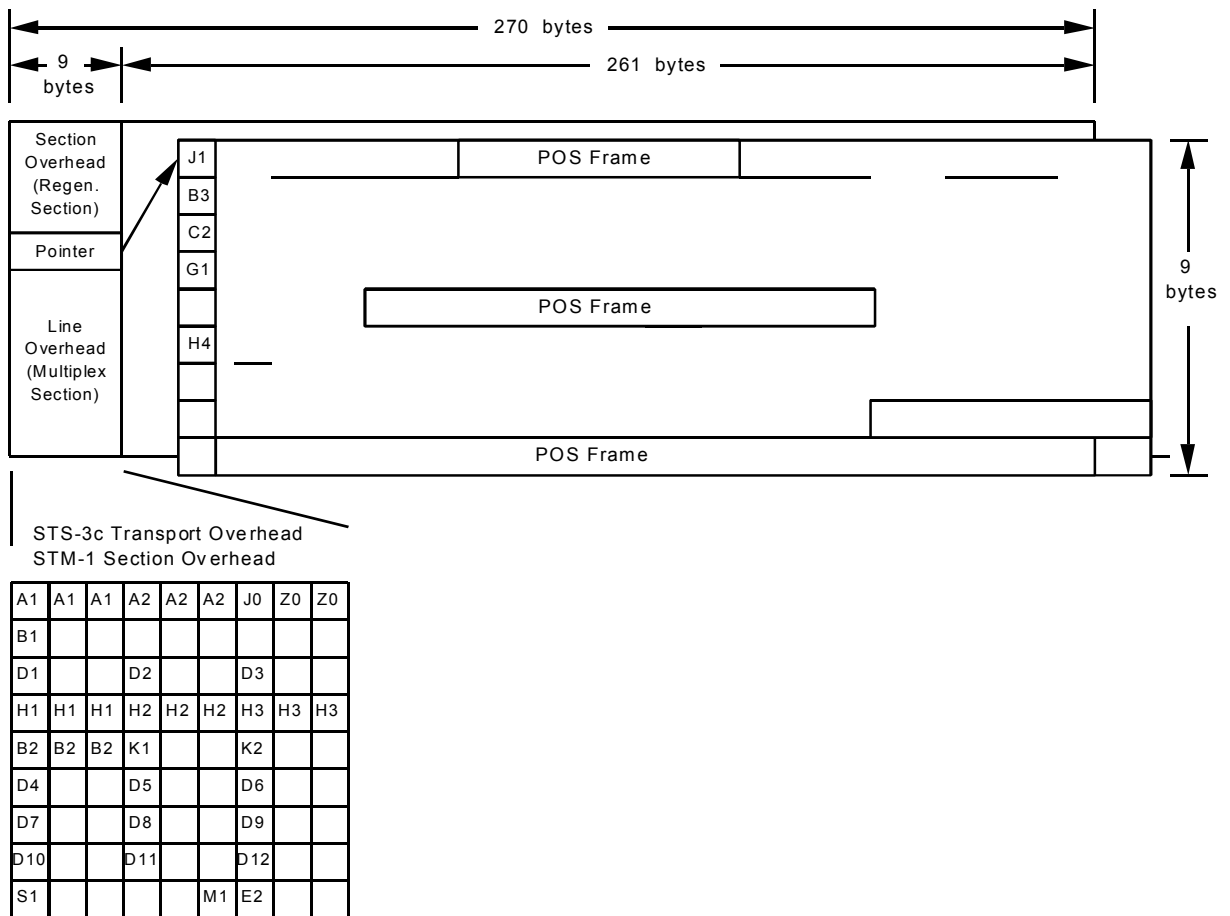 270 bytes
9
bytes
261 bytes
Section
Overhead
(Regen.
Section)
Pointer
Line
Overhead
(Multiplex
Section)
J1
B3
C2
G1
H4
POS Frame
POS Frame
POS Frame
9
bytes
STS-3c Transport Overhead
STM-1 Section Overhead
A1 A1 A1 A2 A2 A2 J0 Z0 Z0
B1
D1 D2 D3
H1 H1 H1 H2 H2 H2 H3 H3 H3
B2 B2 B2 K1 K2
D4 D5 D6
D7 D8 D9
D10 D11 D12
S1 M1 E2